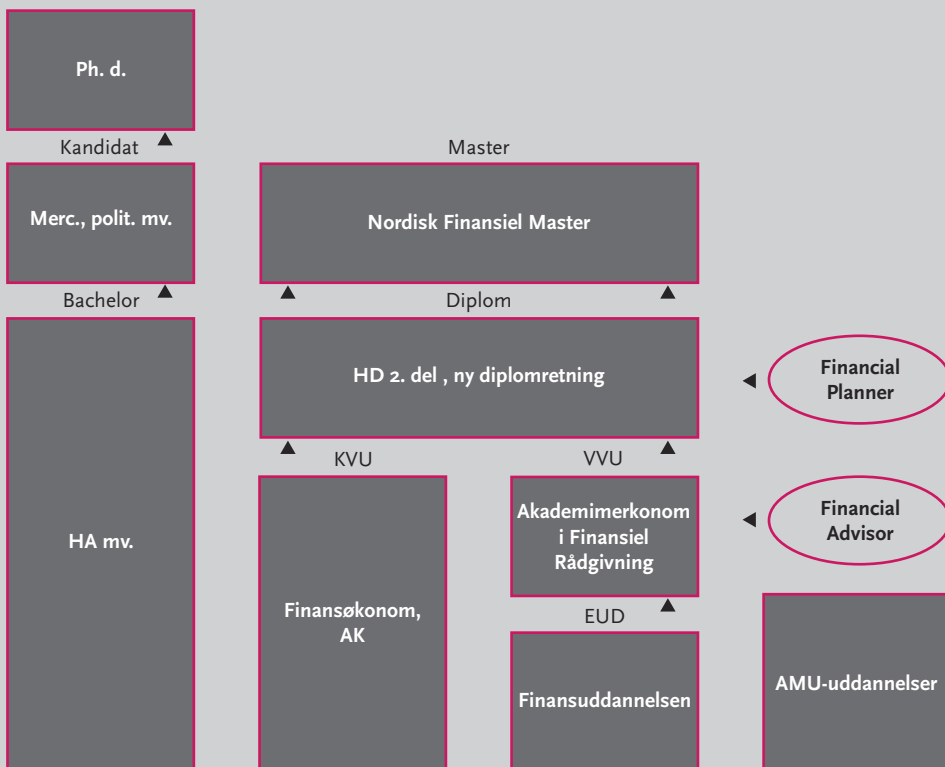 Ph. d.
Kandidat
Master
Merc., polit. mv.
Nordisk Finansiel Master
Bachelor
Diplom
HD 2. del , ny diplomretning
Financial
Planner
KVU
VVU
HA mv.
Finansøkonom,
AK
Akademimerkonom
i Finansiel
Rådgivning
Financial
Advisor
EUD
Finansuddannelsen
AMU-uddannelser